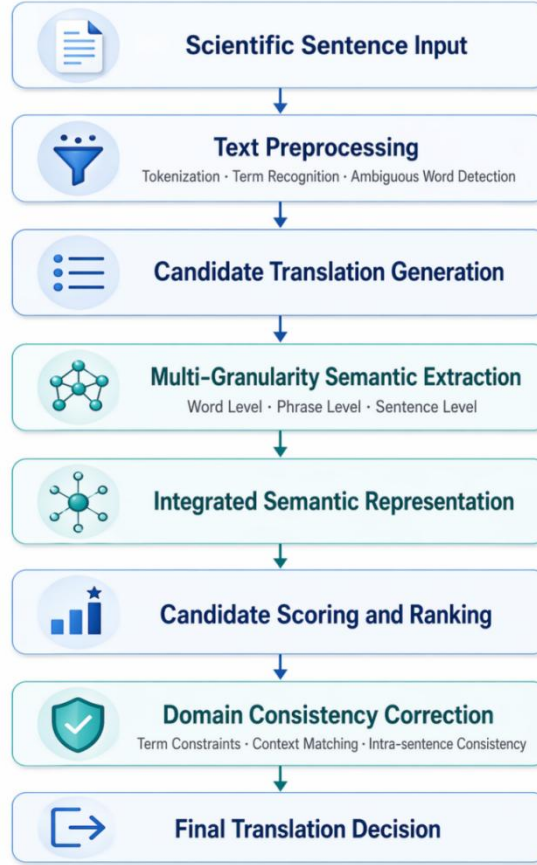 Scientific Sentence Input
Text Preprocessing
Tokenization · Term Recognition · Ambiguous Word Detection
Candidate Translation Generation
Multi-Granularity Semantic Extraction
Word Level · Phrase Level · Sentence Level
Integrated Semantic Representation
Candidate Scoring and Ranking
Domain Consistency Correction
Term Constraints · Context Matching · Intra-sentence Consistency
Final Translation Decision